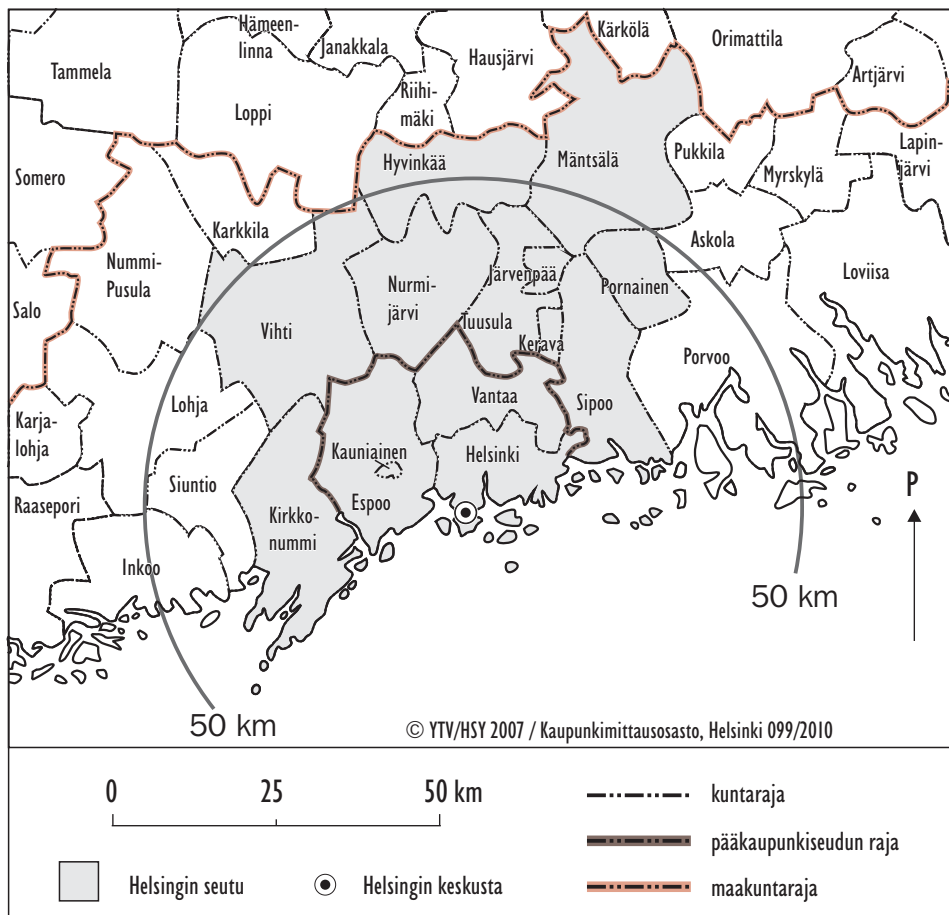 Hämeen-
linna
Janakkala
Hausjärvi
Kärkölä
Orimattila
Tammela
Loppi
Riihi-
mäki
Artjärvi
Somero
Hyvinkää
Mäntsälä
Pukkila
Myrskylä
Lapin-
järvi
Karkkila
Askola
Nummi-
Pusula
Nurmi-
järvi
Järvenpää
Pornainen
Loviisa
Salo
Vihti
Tuusula
Kerava
Porvoo
Karja-
lohja
Lohja
Vantaa
Sipoo
Kauniainen
Helsinki
Raasepori
Siuntio
Espoo
P
Kirkko-
nummi
Inkoo
50 km
50 km
© YTV/HSY 2007 / Kaupunkimittausosasto, Helsinki 099/2010
0 25 50 km
kuntaraja
pääkaupunkiseudun raja
maakuntaraja
Helsingin seutu
Helsingin keskusta